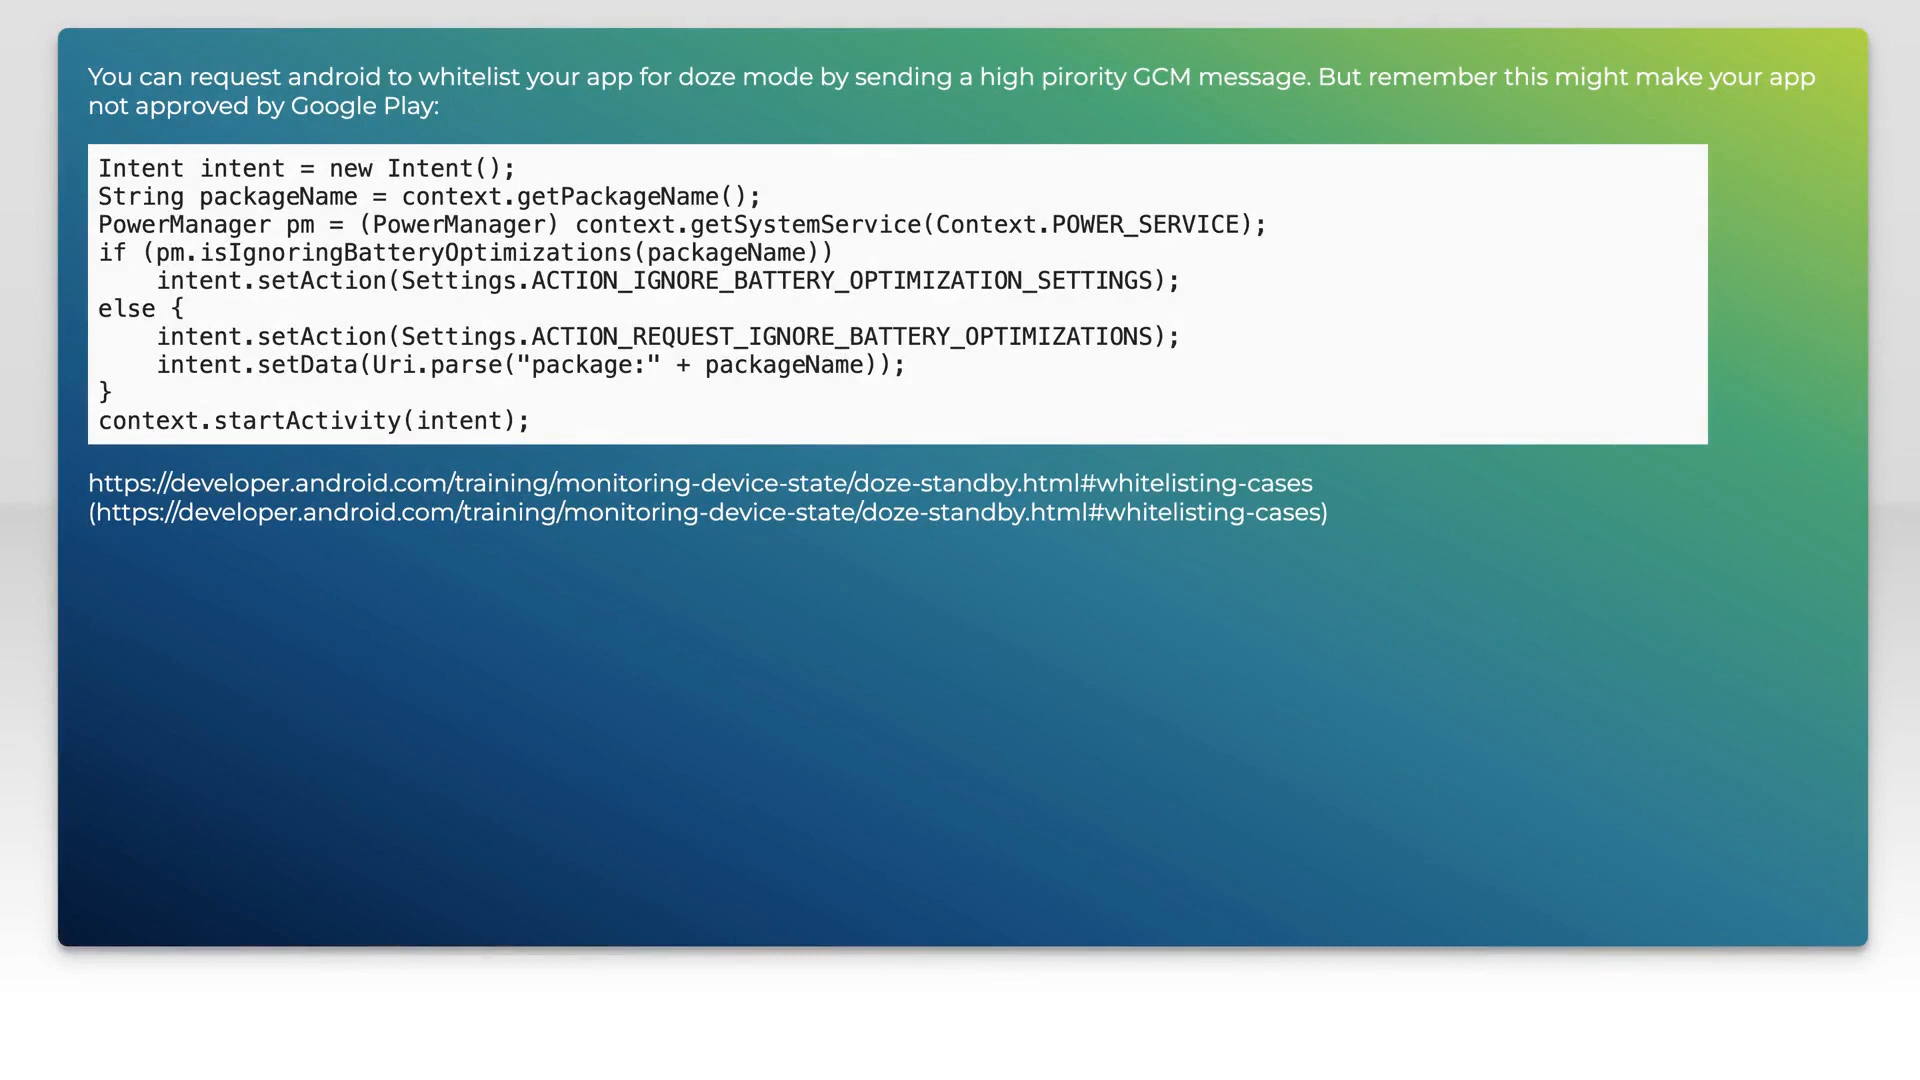 You can request android to whitelist your app for doze mode by sending a high pirority GCM message. But remember this might make your app
not approved by Google Play:
Intent intent = new Intent();
String packageName = context.getPackageName();
PowerManager pm = (PowerManager) context.getSystemService(Context.POWER_SERVICE);
if (pm.isIgnoringBatteryOptimizations(packageName))
    intent.setAction(Settings.ACTION_IGNORE_BATTERY_OPTIMIZATION_SETTINGS);
else {
    intent.setAction(Settings.ACTION_REQUEST_IGNORE_BATTERY_OPTIMIZATIONS);
    intent.setData(Uri.parse("package:" + packageName));
}
context.startActivity(intent);
https://developer.android.com/training/monitoring-device-state/doze-standby.html#whitelisting-cases
(https://developer.android.com/training/monitoring-device-state/doze-standby.html#whitelisting-cases)